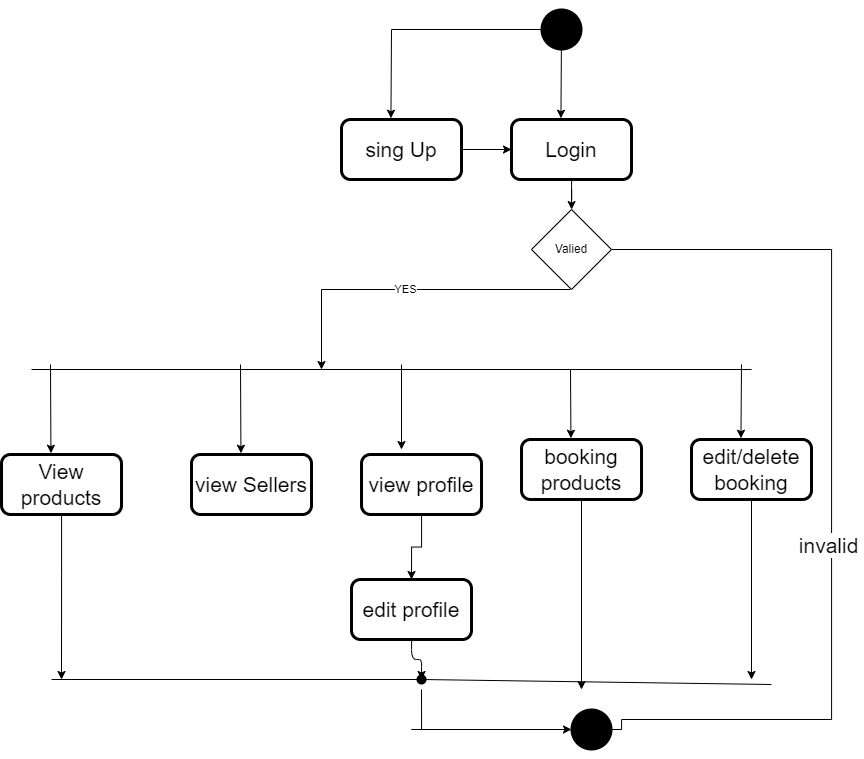 sing Up
Login
Valied
YES
View
products
view Sellers
view profile
booking
products
edit/delete
booking
invalid
edit profile